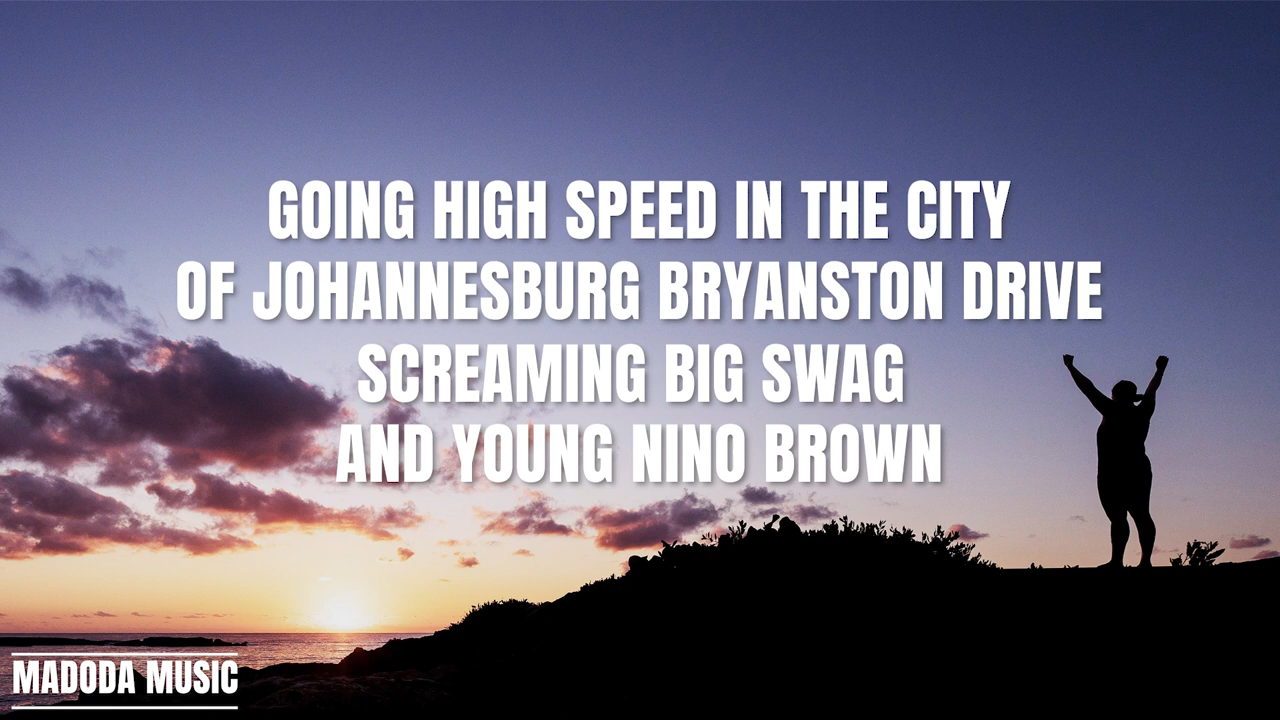 GOING HIGH SPEED IN THE CITY
OF JOHANNESBURG BRYANSTON DRIVE
SCREAMING BIG SWAG
AND YOUNG NINO BROWN
MADODA MUSIC